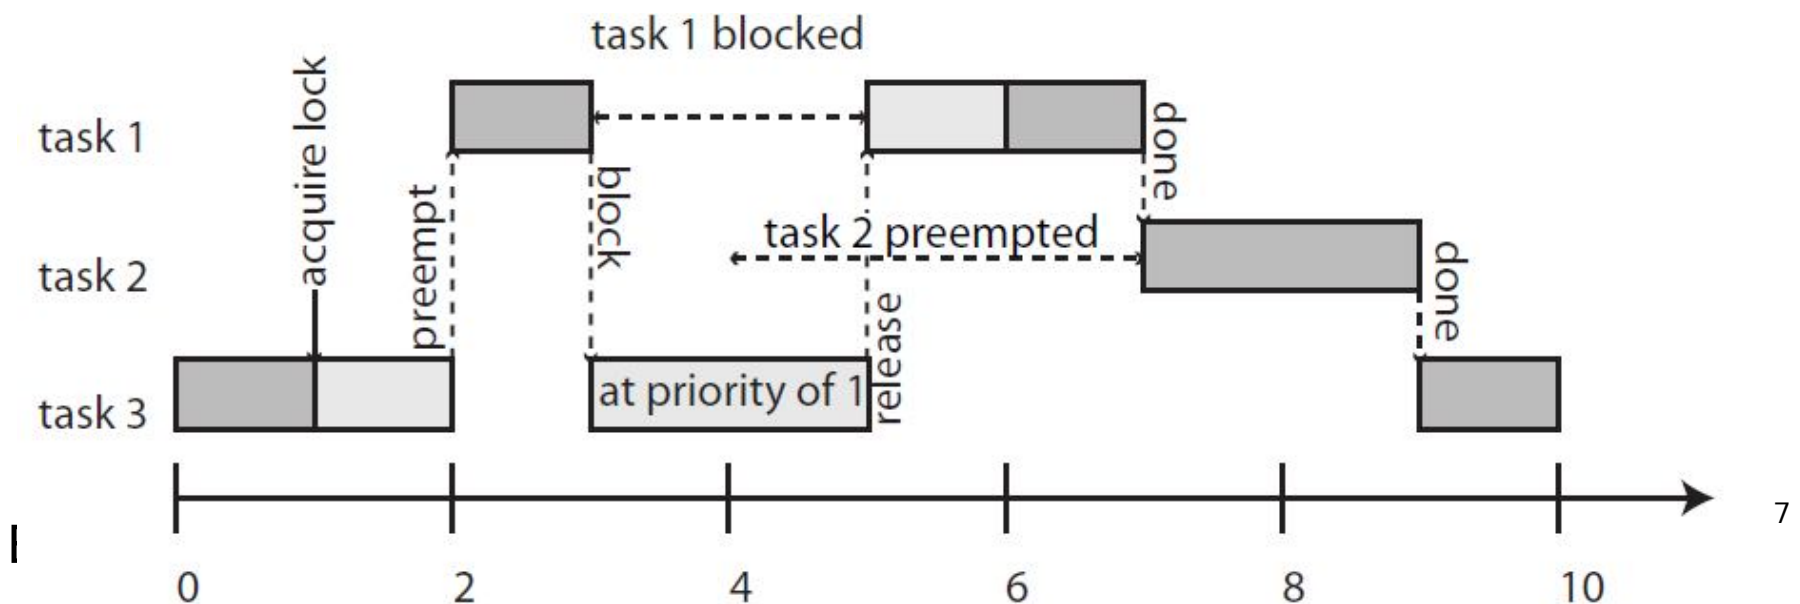 task 1 blocked
task 1
acquire lock
preempt
block
done
task 2
task 2 preempted
done
task 3
at priority of 1
release
7
0 2 4 6 8 10